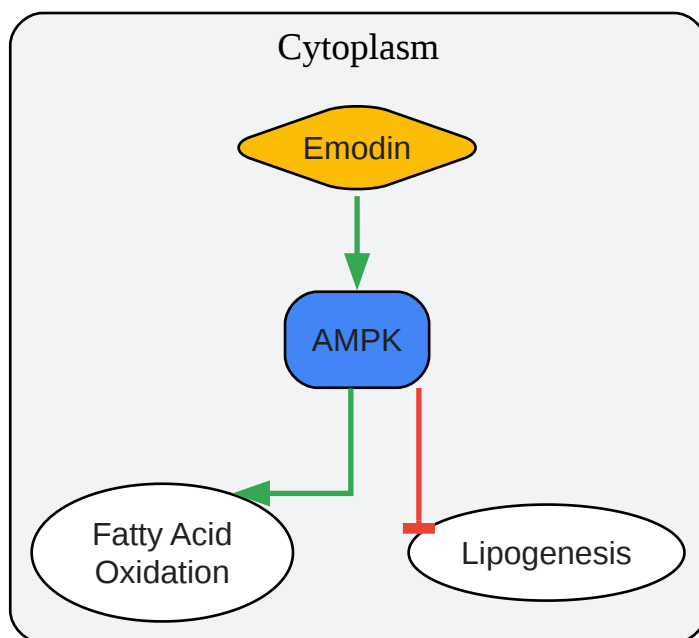 Cytoplasm
Emodin
AMPK
Fatty Acid
Oxidation
Lipogenesis